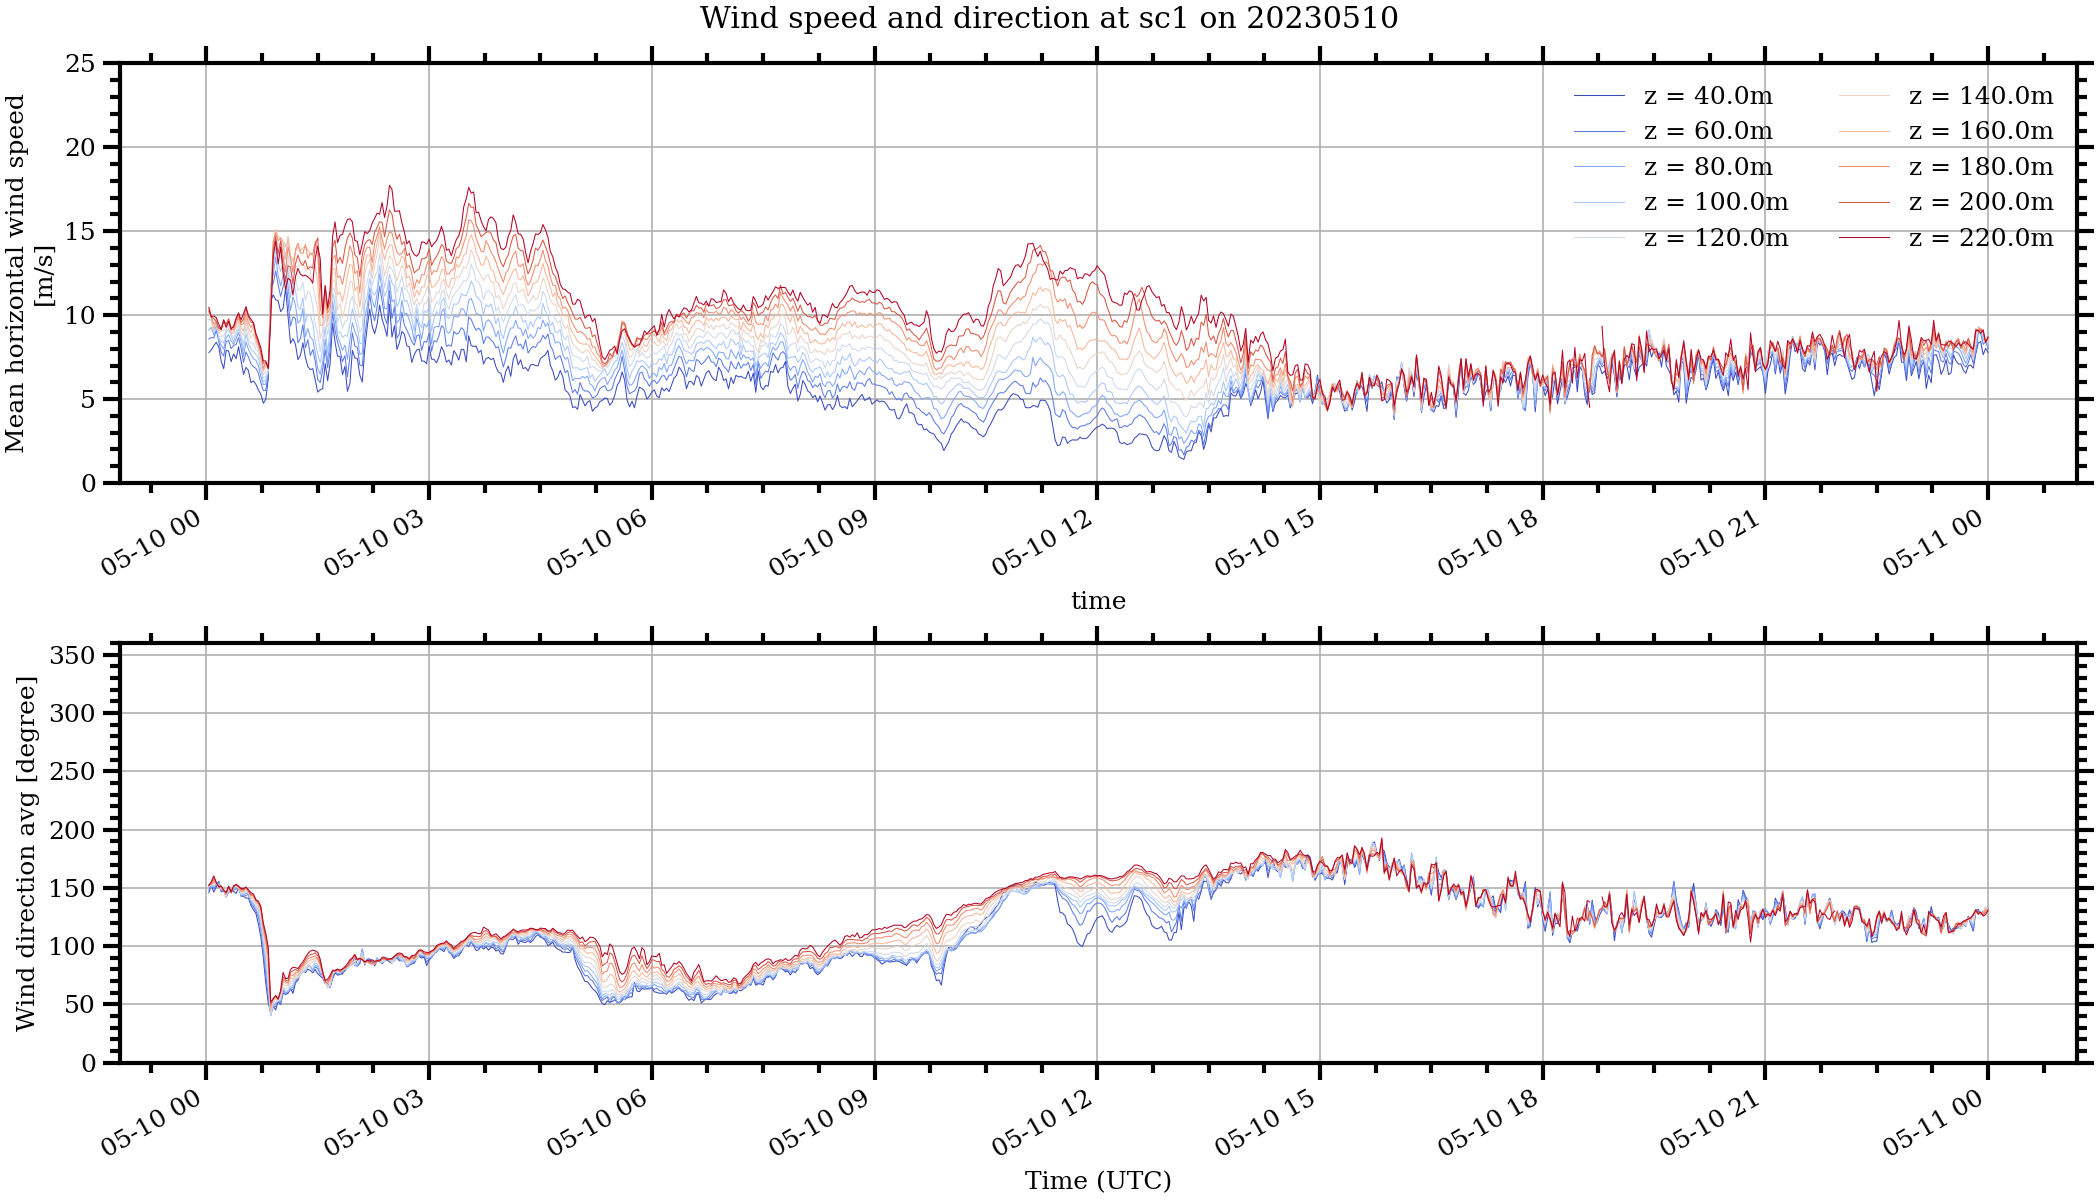 Wind speed and direction at sc1 on 20230510
Mean horizontal wind speed
[m/s]
25
20
15
10
5
0
z = 40.0m
z = 60.0m
z = 80.0m
z = 100.0m
z = 120.0m
z = 140.0m
z = 160.0m
z = 180.0m
z = 200.0m
z = 220.0m
05-10 00
05-10 03
05-10 06
05-10 09
05-10 12
05-10 15
05-10 18
05-10 21
05-11 00
time
Wind direction avg [degree]
350
300
250
200
150
100
50
0
05-10 00
05-10 03
05-10 06
05-10 09
05-10 12
05-10 15
05-10 18
05-10 21
05-11 00
Time (UTC)